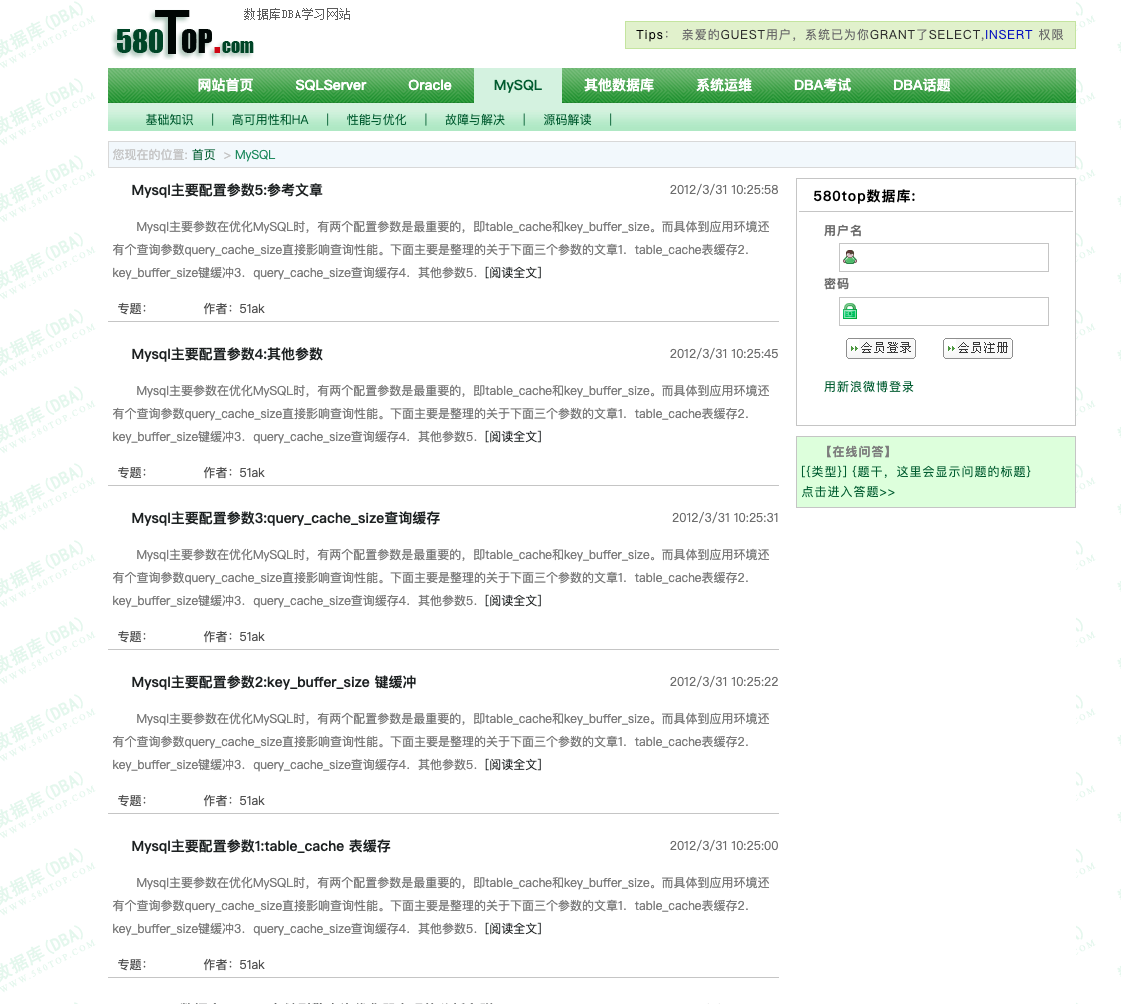 580Top.com
数据库DBA学习网站
Tips： 亲爱的GUEST用户，系统已为你GRANT了SELECT,INSERT 权限
网站首页 SQLServer Oracle MySQL 其他数据库 系统运维 DBA考试 DBA话题
基础知识 | 高可用性和HA | 性能与优化 | 故障与解决 | 源码解读 |
您现在的位置: 首页 > MySQL
Mysql主要配置参数5:参考文章 2012/3/31 10:25:58
Mysql主要参数在优化MySQL时，有两个配置参数是最重要的，即table_cache和key_buffer_size。而具体到应用环境还
有个查询参数query_cache_size直接影响查询性能。下面主要是整理的关于下面三个参数的文章1．table_cache表缓存2．
key_buffer_size键缓冲3．query_cache_size查询缓存4．其他参数5．[阅读全文]
专题： 作者：51ak
Mysql主要配置参数4:其他参数 2012/3/31 10:25:45
Mysql主要参数在优化MySQL时，有两个配置参数是最重要的，即table_cache和key_buffer_size。而具体到应用环境还
有个查询参数query_cache_size直接影响查询性能。下面主要是整理的关于下面三个参数的文章1．table_cache表缓存2．
key_buffer_size键缓冲3．query_cache_size查询缓存4．其他参数5．[阅读全文]
专题： 作者：51ak
Mysql主要配置参数3:query_cache_size查询缓存 2012/3/31 10:25:31
Mysql主要参数在优化MySQL时，有两个配置参数是最重要的，即table_cache和key_buffer_size。而具体到应用环境还
有个查询参数query_cache_size直接影响查询性能。下面主要是整理的关于下面三个参数的文章1．table_cache表缓存2．
key_buffer_size键缓冲3．query_cache_size查询缓存4．其他参数5．[阅读全文]
专题： 作者：51ak
Mysql主要配置参数2:key_buffer_size 键缓冲 2012/3/31 10:25:22
Mysql主要参数在优化MySQL时，有两个配置参数是最重要的，即table_cache和key_buffer_size。而具体到应用环境还
有个查询参数query_cache_size直接影响查询性能。下面主要是整理的关于下面三个参数的文章1．table_cache表缓存2．
key_buffer_size键缓冲3．query_cache_size查询缓存4．其他参数5．[阅读全文]
专题： 作者：51ak
Mysql主要配置参数1:table_cache 表缓存 2012/3/31 10:25:00
Mysql主要参数在优化MySQL时，有两个配置参数是最重要的，即table_cache和key_buffer_size。而具体到应用环境还
有个查询参数query_cache_size直接影响查询性能。下面主要是整理的关于下面三个参数的文章1．table_cache表缓存2．
key_buffer_size键缓冲3．query_cache_size查询缓存4．其他参数5．[阅读全文]
专题： 作者：51ak
580top数据库:
用户名
密码
会员登录 会员注册
用新浪微博登录
【在线问答】
[{类型}] {题干，这里会显示问题的标题}
点击进入答题>>
数据库(DBA)
WWW.580TOP.COM